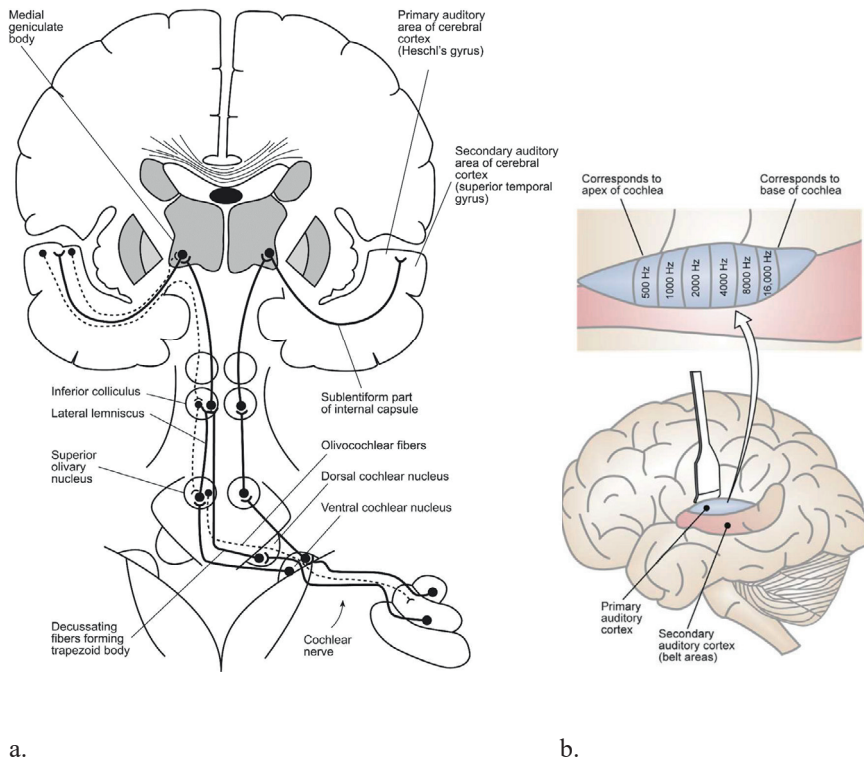 Medial
geniculate
body
Primary auditory
area of cerebral
cortex
(Heschl's gyrus)
Secondary auditory
area of cerebral
cortex
(superior temporal
gyrus)
Inferior colliculus
Lateral lemniscus
Sublentiform part
of internal capsule
Superior
olivary
nucleus
Olivocochlear fibers
Dorsal cochlear nucleus
Ventral cochlear nucleus
Decussating
fibers forming
trapezoid body
Cochlear
nerve
a.
Corresponds to
apex of cochlea
Corresponds to
base of cochlea
500 Hz
1000 Hz
2000 Hz
4000 Hz
8000 Hz
16,000 Hz
Primary
auditory
cortex
Secondary
auditory cortex
(belt areas)
b.